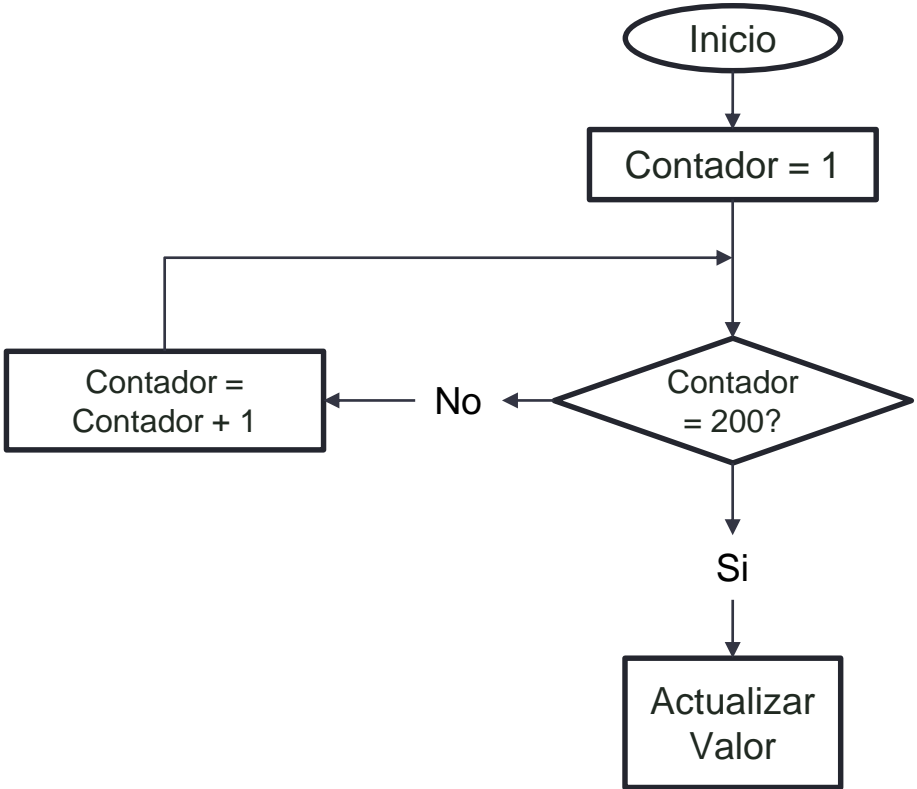 Inicio
Contador = 1
Contador
= 200?
No
Contador =
Contador + 1
Si
Actualizar
Valor